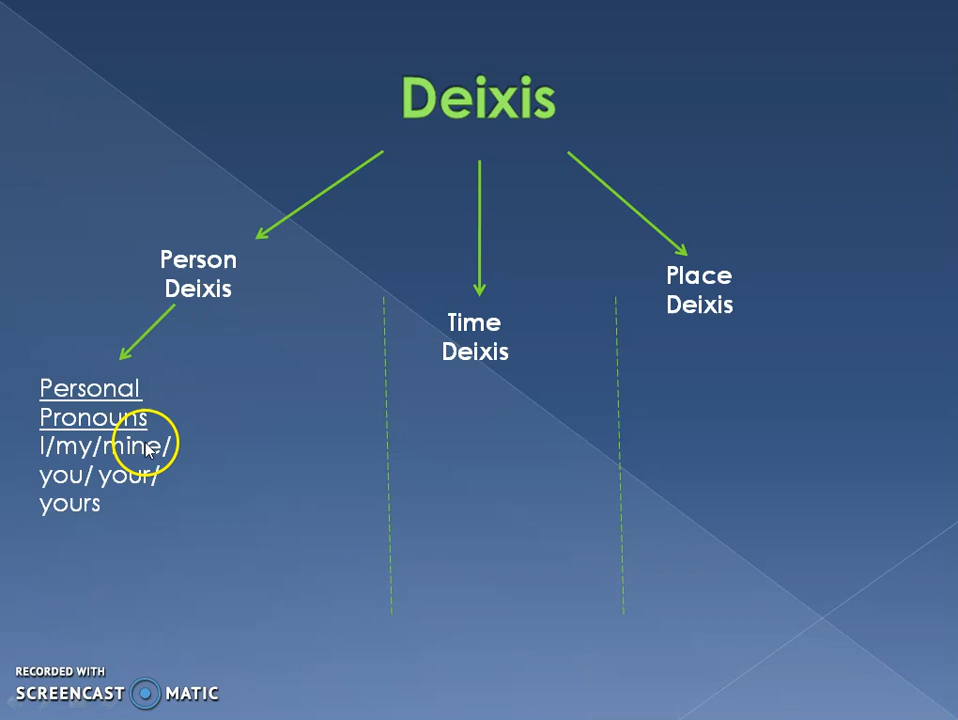 Deixis
Person
Deixis
Time
Deixis
Place
Deixis
Personal
Pronouns
I/my/mine/
you/ your/
yours
RECORDED WITH
SCREENCAST MATIC